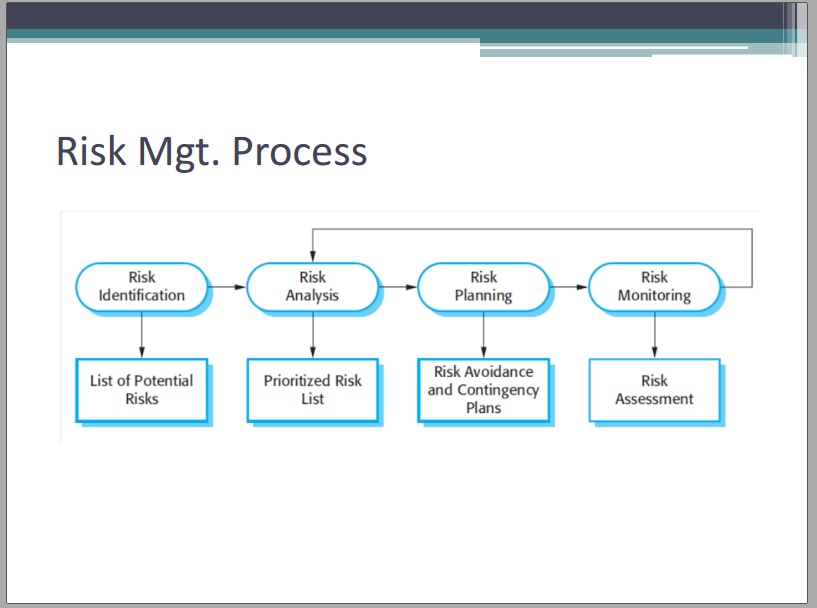 Risk Mgt. Process
Risk
Identification
Risk
Analysis
Risk
Planning
Risk
Monitoring
List of Potential
Risks
Prioritized Risk
List
Risk Avoidance
and Contingency
Plans
Risk
Assessment